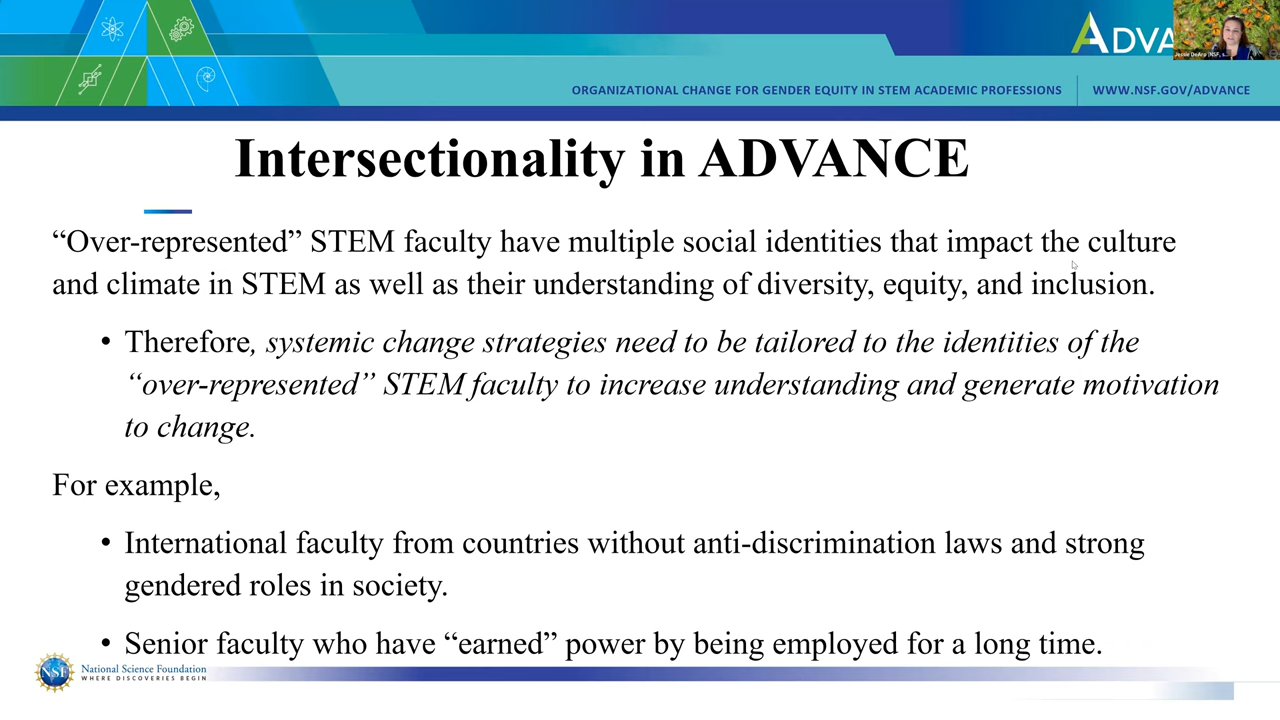 ADVA
Jessie DeAro (NSF, s...
ORGANIZATIONAL CHANGE FOR GENDER EQUITY IN STEM ACADEMIC PROFESSIONS
WWW.NSF.GOV/ADVANCE
Intersectionality in ADVANCE
“Over-represented” STEM faculty have multiple social identities that impact the culture
and climate in STEM as well as their understanding of diversity, equity, and inclusion.
• Therefore, systemic change strategies need to be tailored to the identities of the
“over-represented” STEM faculty to increase understanding and generate motivation
to change.
For example,
• International faculty from countries without anti-discrimination laws and strong
gendered roles in society.
• Senior faculty who have “earned” power by being employed for a long time.
NSF
National Science Foundation
WHERE DISCOVERIES BEGIN